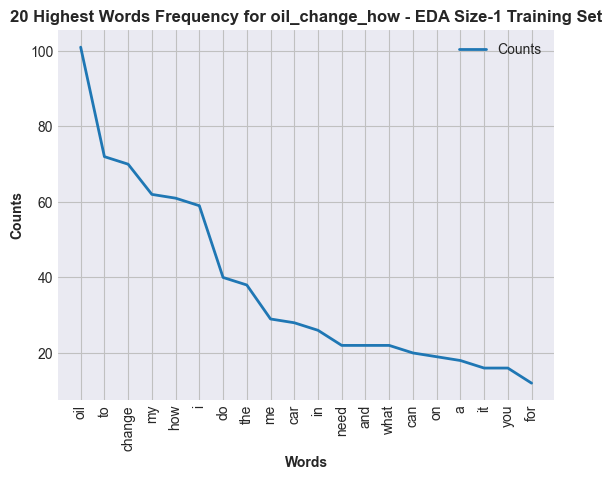 20 Highest Words Frequency for oil_change_how - EDA Size-1 Training Set
Counts
100
80
60
40
20
Counts
oil
to
change
my
how
i
do
the
me
car
in
need
and
what
can
on
a
it
you
for
Words